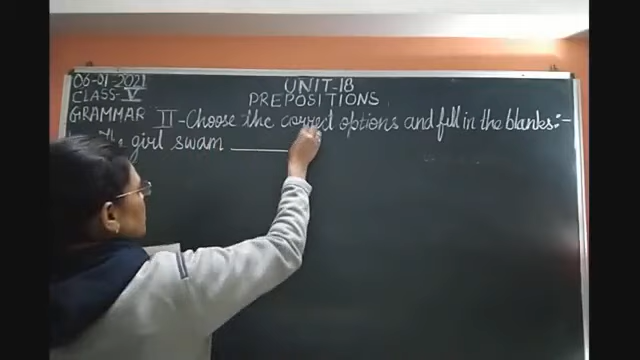 06-01-2021
UNIT-18
CLASS-V
PREPOSITIONS
GRAMMAR II-Choose the correct options and fill in the blanks:-
The girl swam ______